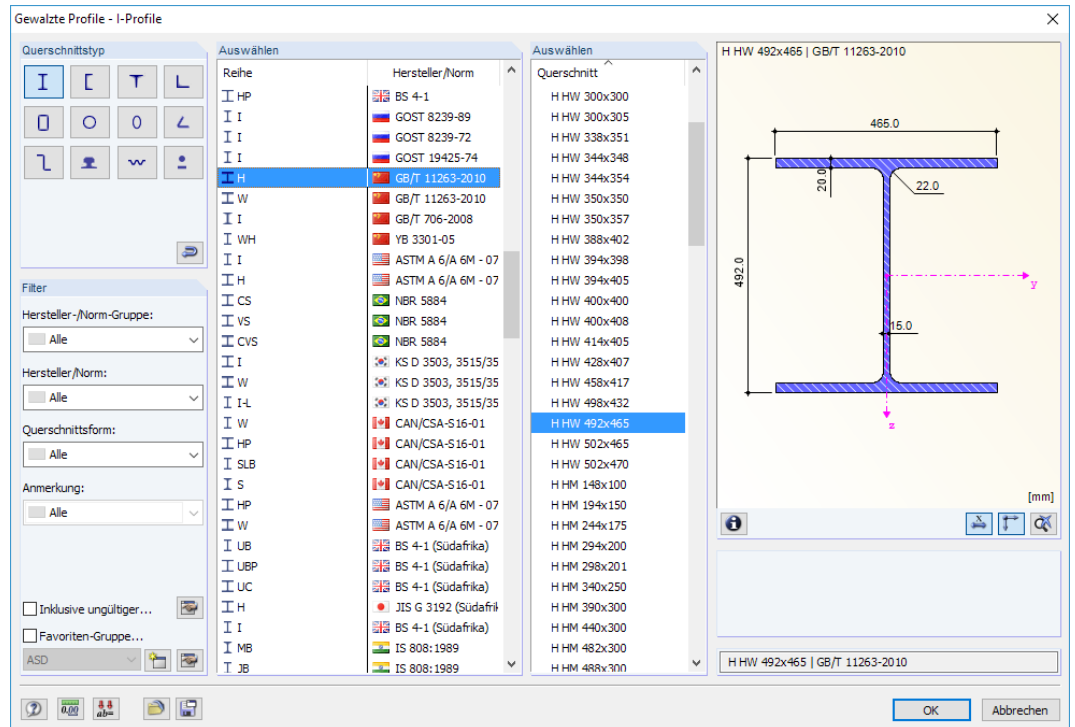 Gewalzte Profile - I-Profile
Querschnittstyp
Filter
Hersteller-/Norm-Gruppe:
Alle
Hersteller/Norm:
Alle
Querschnittsform:
Alle
Anmerkung:
Alle
Inklusive ungültiger...
Favoriten-Gruppe...
ASD
Auswählen
Reihe Hersteller/Norm
HP BS 4-1
I GOST 8239-89
I GOST 8239-72
I GOST 19425-74
H GB/T 11263-2010
W GB/T 11263-2010
I GB/T 706-2008
WH YB 3301-05
I ASTM A 6/A 6M - 07
H ASTM A 6/A 6M - 07
CS NBR 5884
VS NBR 5884
CVS NBR 5884
I KS D 3503, 3515/35
W KS D 3503, 3515/35
I-L KS D 3503, 3515/35
W CAN/CSA-S16-01
HP CAN/CSA-S16-01
SLB CAN/CSA-S16-01
S CAN/CSA-S16-01
HP ASTM A 6/A 6M - 07
W ASTM A 6/A 6M - 07
UB BS 4-1 (Südafrika)
UBP BS 4-1 (Südafrika)
UC BS 4-1 (Südafrika)
H JIS G 3192 (Südafrik
I BS 4-1 (Südafrika)
MB IS 808:1989
JB IS 808:1989
Auswählen
Querschnitt
H HW 300x300
H HW 300x305
H HW 338x351
H HW 344x348
H HW 344x354
H HW 350x350
H HW 350x357
H HW 388x402
H HW 394x398
H HW 394x405
H HW 400x400
H HW 400x408
H HW 414x405
H HW 428x407
H HW 458x417
H HW 498x432
H HW 492x465
H HW 502x465
H HW 502x470
H HM 148x100
H HM 194x150
H HM 244x175
H HM 294x200
H HM 298x201
H HM 340x250
H HM 390x300
H HM 440x300
H HM 482x300
H HM 488x300
H HW 492x465 | GB/T 11263-2010
465.0
20.0
22.0
492.0
y
15.0
z
[mm]
H HW 492x465 | GB/T 11263-2010
0.00
ab=
OK
Abbrechen